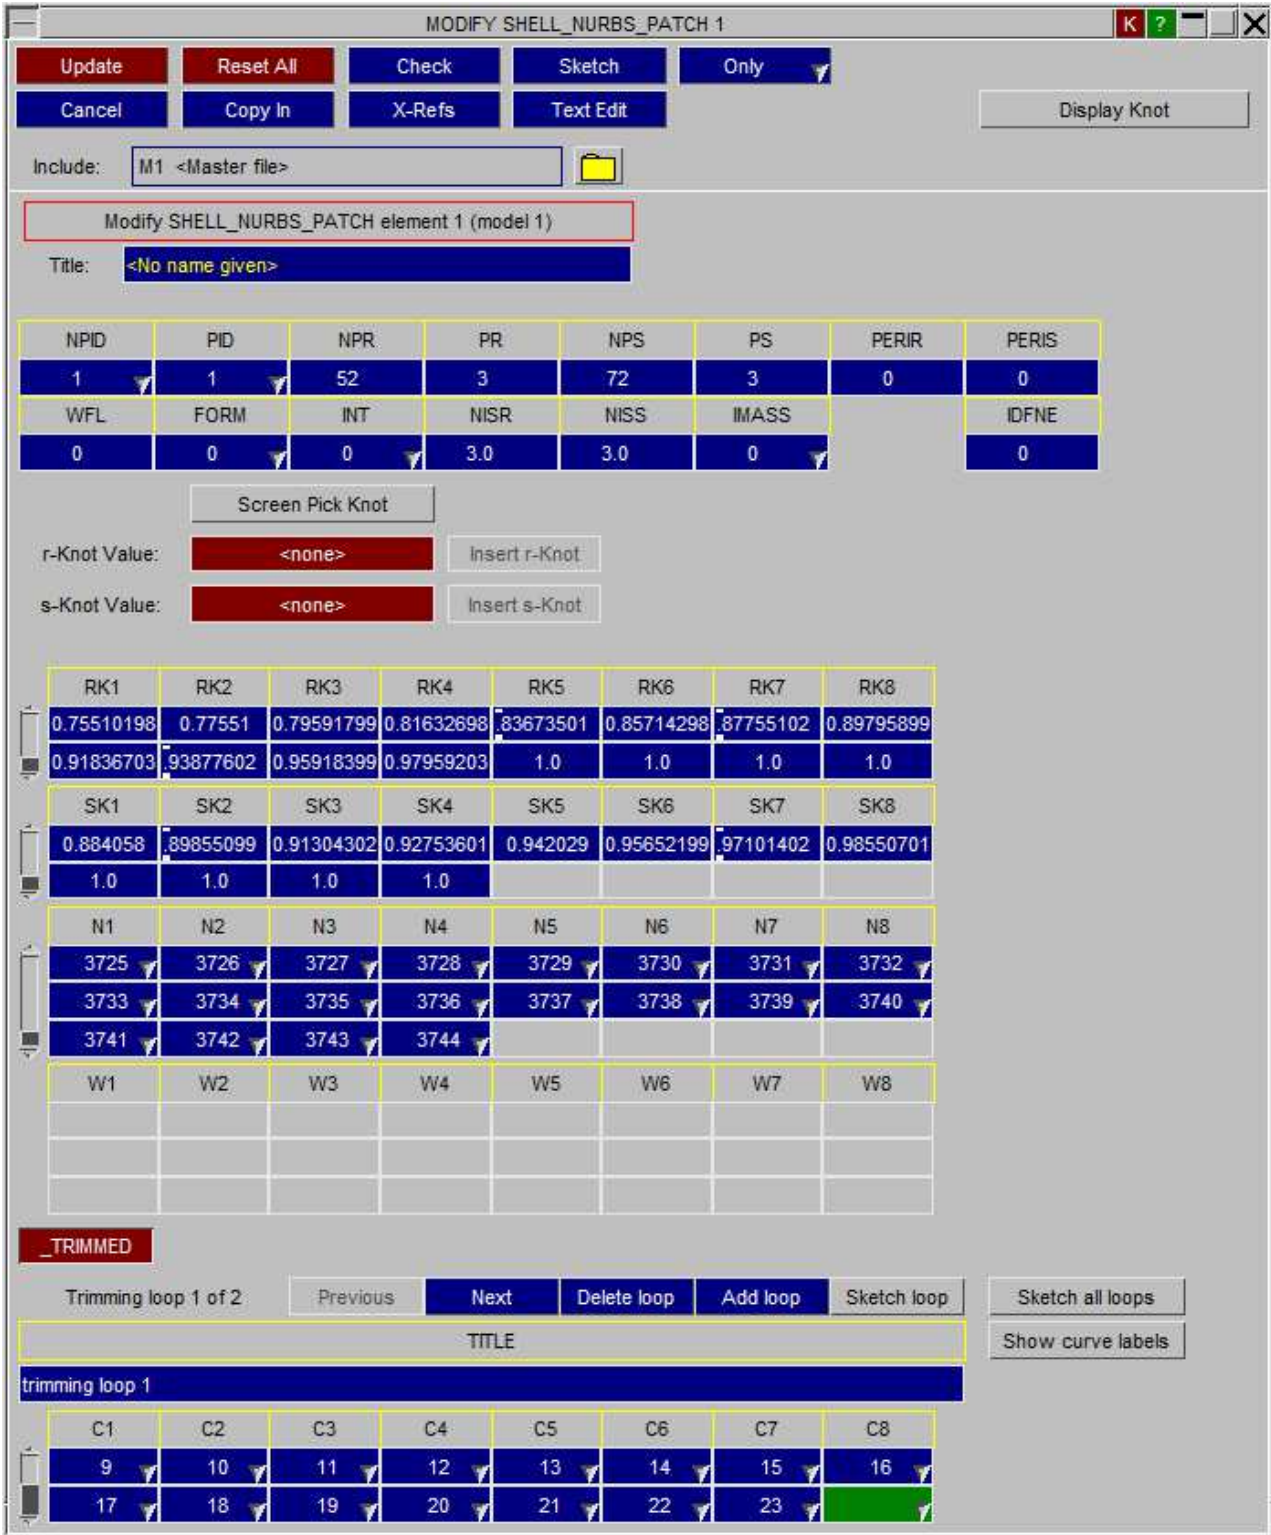 MODIFY SHELL_NURBS_PATCH 1 K ?
Update Reset All Check Sketch Only
Cancel Copy In X-Refs Text Edit Display Knot
Include: M1 <Master file>
Modify SHELL_NURBS_PATCH element 1 (model 1)
Title: <No name given>
NPID PID NPR PR NPS PS PERIR PERIS
1 1 52 3 72 3 0 0
WFL FORM INT NISR NISS IMASS IDFNE
0 0 0 3.0 3.0 0 0
Screen Pick Knot
r-Knot Value: <none> Insert r-Knot
s-Knot Value: <none> Insert s-Knot
RK1 RK2 RK3 RK4 RK5 RK6 RK7 RK8
0.75510198 0.77551 0.79591799 0.81632698 .83673501 0.85714298 .87755102 0.89795899
0.91836703 .93877602 0.95918399 0.97959203 1.0 1.0 1.0 1.0
SK1 SK2 SK3 SK4 SK5 SK6 SK7 SK8
0.884058 .89855099 0.91304302 0.92753601 0.942029 0.95652199 .97101402 0.98550701
1.0 1.0 1.0 1.0
N1 N2 N3 N4 N5 N6 N7 N8
3725 3726 3727 3728 3729 3730 3731 3732
3733 3734 3735 3736 3737 3738 3739 3740
3741 3742 3743 3744
W1 W2 W3 W4 W5 W6 W7 W8
_TRIMMED
Trimming loop 1 of 2 Previous Next Delete loop Add loop Sketch loop Sketch all loops
TITLE Show curve labels
trimming loop 1
C1 C2 C3 C4 C5 C6 C7 C8
9 10 11 12 13 14 15 16
17 18 19 20 21 22 23